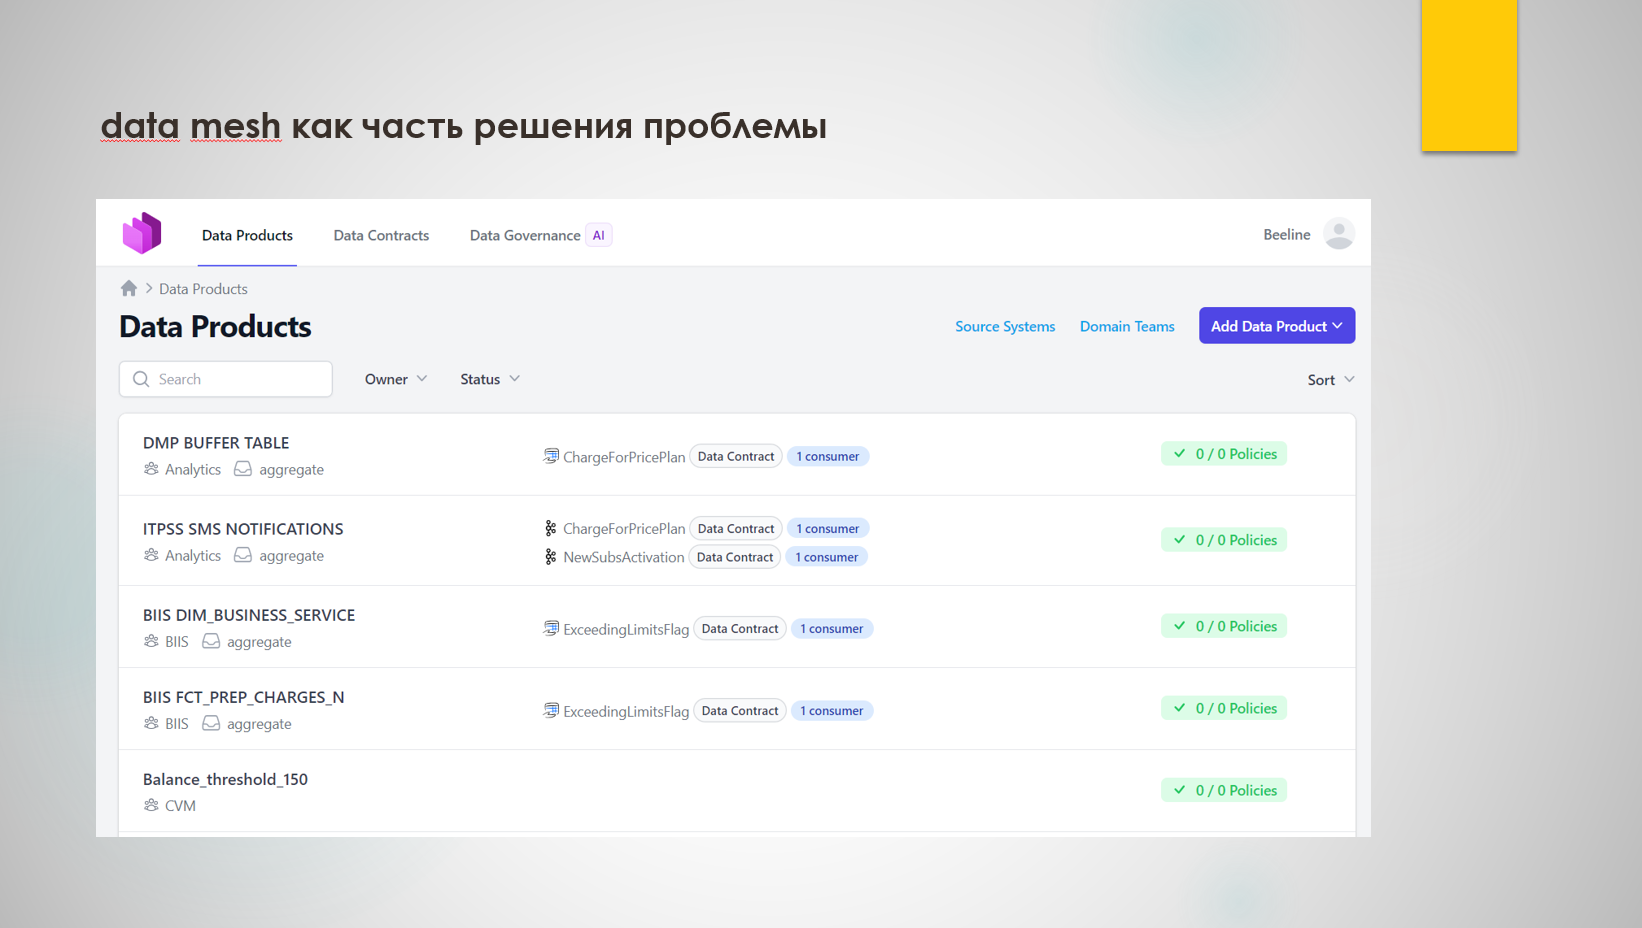 data mesh как часть решения проблемы
Data Products Data Contracts Data Governance AI Beeline
Data Products
Data Products Source Systems Domain Teams Add Data Product
Search Owner Status Sort
DMP BUFFER TABLE
Analytics aggregate
ChargeForPricePlan Data Contract 1 consumer
0 / 0 Policies
ITPSS SMS NOTIFICATIONS
Analytics aggregate
ChargeForPricePlan Data Contract 1 consumer
NewSubsActivation Data Contract 1 consumer
0 / 0 Policies
BIIS DIM_BUSINESS_SERVICE
BIIS aggregate
ExceedingLimitsFlag Data Contract 1 consumer
0 / 0 Policies
BIIS FCT_PREP_CHARGES_N
BIIS aggregate
ExceedingLimitsFlag Data Contract 1 consumer
0 / 0 Policies
Balance_threshold_150
CVM
0 / 0 Policies